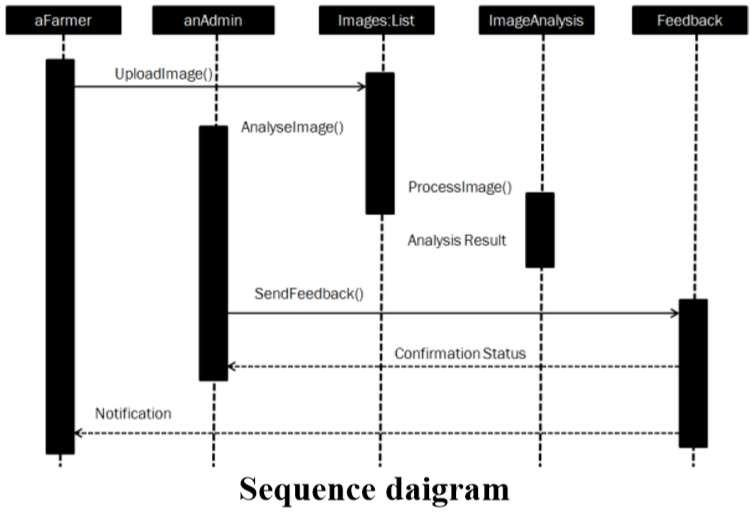 aFarmer
anAdmin
Images:List
ImageAnalysis
Feedback
UploadImage()
AnalyseImage()
ProcessImage()
Analysis Result
SendFeedback()
Confirmation Status
Notification
Sequence daigram